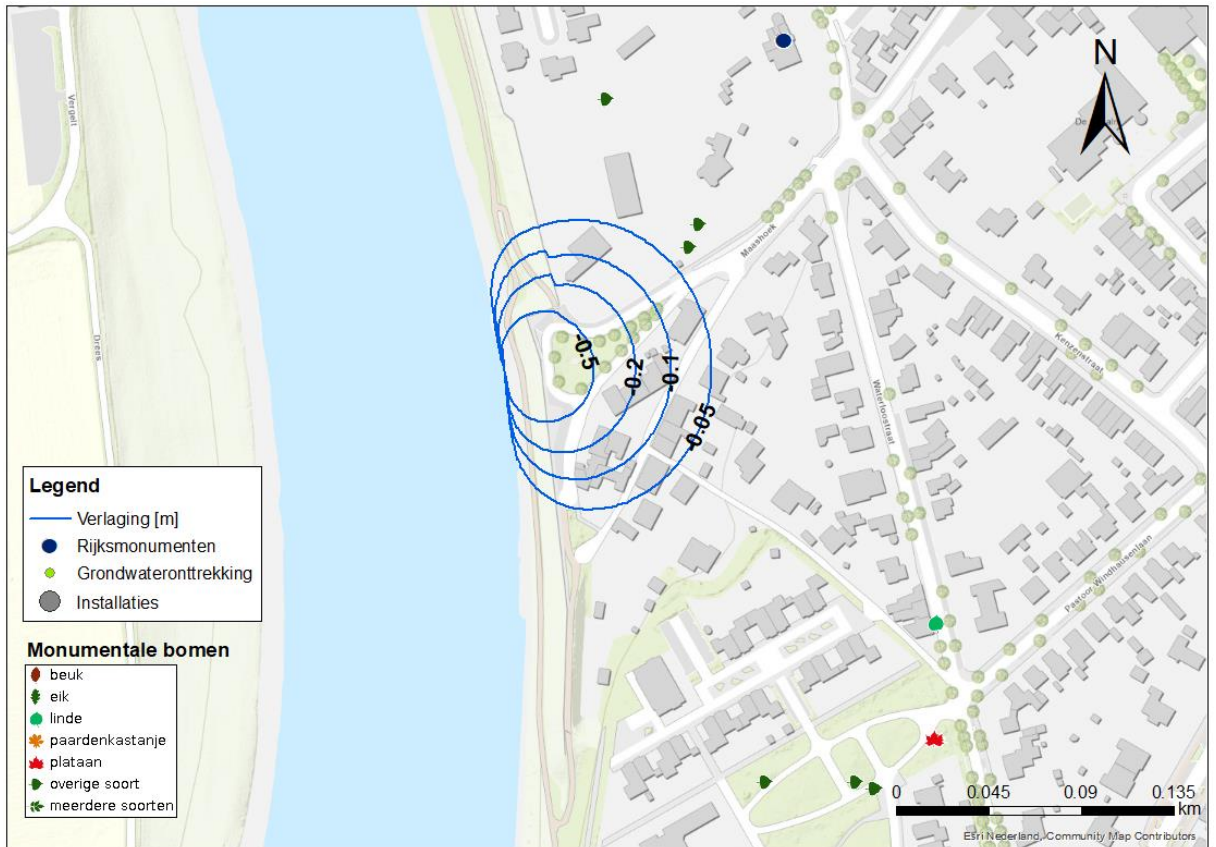 N
Vergelt
De
Maashoek
Drees
Kenzenstraat
-0.5
-0.2
-0.1
-0.05
Waterloostraat
Legend
Verlaging [m]
Rijksmonumenten
Grondwateronttrekking
Installaties
Pastoor Windhausenlaan
Monumentale bomen
beuk
eik
linde
paardenkastanje
plataan
overige soort
meerdere soorten
0 0.045 0.09 0.135
km
Esri Nederland, Community Map Contributors